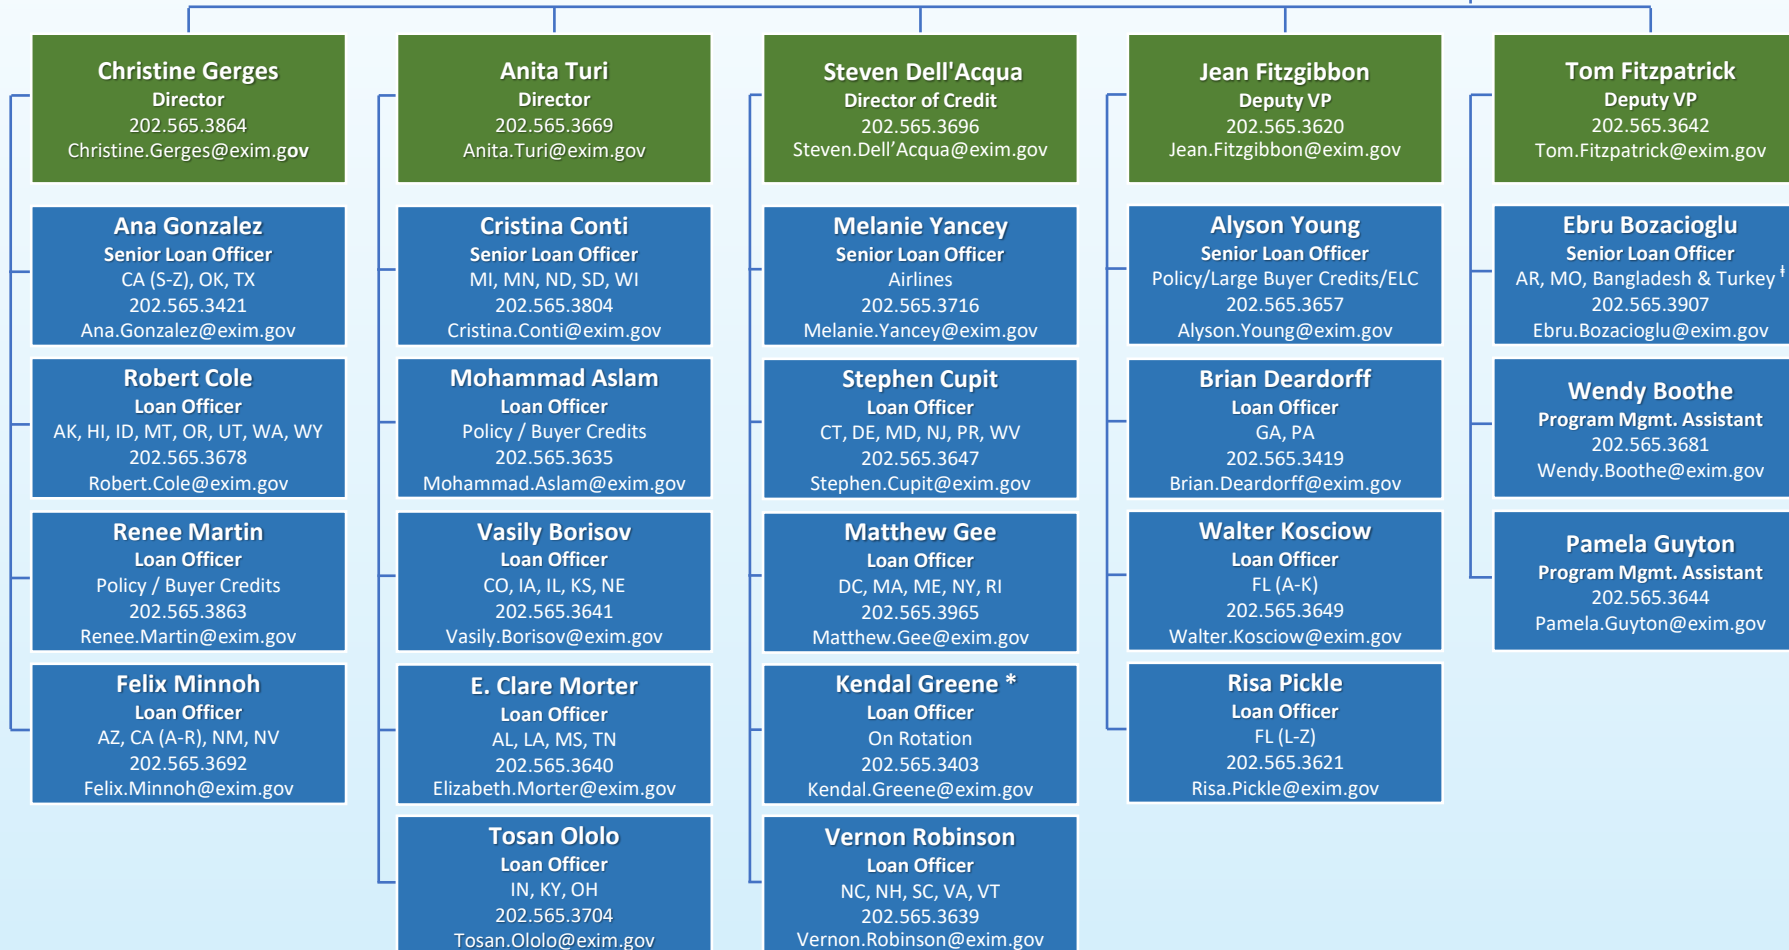 Christine Gerges
Director
202.565.3864
Christine.Gerges@exim.gov
Ana Gonzalez
Senior Loan Officer
CA (S-Z), OK, TX
202.565.3421
Ana.Gonzalez@exim.gov
Robert Cole
Loan Officer
AK, HI, ID, MT, OR, UT, WA, WY
202.565.3678
Robert.Cole@exim.gov
Renee Martin
Loan Officer
Policy / Buyer Credits
202.565.3863
Renee.Martin@exim.gov
Felix Minnoh
Loan Officer
AZ, CA (A-R), NM, NV
202.565.3692
Felix.Minnoh@exim.gov
Anita Turi
Director
202.565.3669
Anita.Turi@exim.gov
Cristina Conti
Senior Loan Officer
MI, MN, ND, SD, WI
202.565.3804
Cristina.Conti@exim.gov
Mohammad Aslam
Loan Officer
Policy / Buyer Credits
202.565.3635
Mohammad.Aslam@exim.gov
Vasily Borisov
Loan Officer
CO, IA, IL, KS, NE
202.565.3641
Vasily.Borisov@exim.gov
E. Clare Morter
Loan Officer
AL, LA, MS, TN
202.565.3640
Elizabeth.Morter@exim.gov
Tosan Ololo
Loan Officer
IN, KY, OH
202.565.3704
Tosan.Ololo@exim.gov
Steven Dell'Acqua
Director of Credit
202.565.3696
Steven.Dell’Acqua@exim.gov
Melanie Yancey
Senior Loan Officer
Airlines
202.565.3716
Melanie.Yancey@exim.gov
Stephen Cupit
Loan Officer
CT, DE, MD, NJ, PR, WV
202.565.3647
Stephen.Cupit@exim.gov
Matthew Gee
Loan Officer
DC, MA, ME, NY, RI
202.565.3965
Matthew.Gee@exim.gov
Kendal Greene *
Loan Officer
On Rotation
202.565.3403
Kendal.Greene@exim.gov
Vernon Robinson
Loan Officer
NC, NH, SC, VA, VT
202.565.3639
Vernon.Robinson@exim.gov
Jean Fitzgibbon
Deputy VP
202.565.3620
Jean.Fitzgibbon@exim.gov
Alyson Young
Senior Loan Officer
Policy/Large Buyer Credits/ELC
202.565.3657
Alyson.Young@exim.gov
Brian Deardorff
Loan Officer
GA, PA
202.565.3419
Brian.Deardorff@exim.gov
Walter Kosciow
Loan Officer
FL (A-K)
202.565.3649
Walter.Kosciow@exim.gov
Risa Pickle
Loan Officer
FL (L-Z)
202.565.3621
Risa.Pickle@exim.gov
Tom Fitzpatrick
Deputy VP
202.565.3642
Tom.Fitzpatrick@exim.gov
Ebru Bozacioglu
Senior Loan Officer
AR, MO, Bangladesh & Turkey ǂ
202.565.3907
Ebru.Bozacioglu@exim.gov
Wendy Boothe
Program Mgmt. Assistant
202.565.3681
Wendy.Boothe@exim.gov
Pamela Guyton
Program Mgmt. Assistant
202.565.3644
Pamela.Guyton@exim.gov